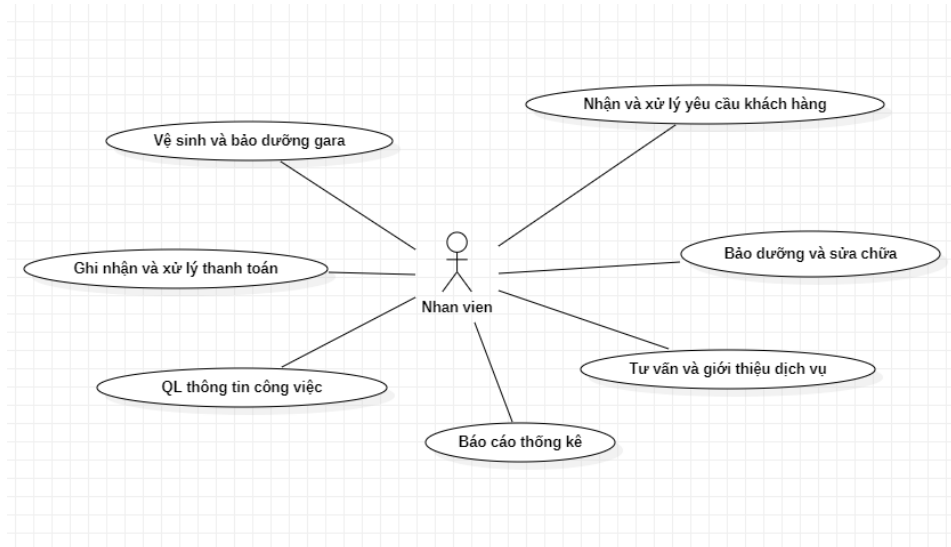 Nhận và xử lý yêu cầu khách hàng
Vệ sinh và bảo dưỡng gara
Bảo dưỡng và sửa chữa
Ghi nhận và xử lý thanh toán
Nhan vien
Tư vấn và giới thiệu dịch vụ
QL thông tin công việc
Báo cáo thống kê